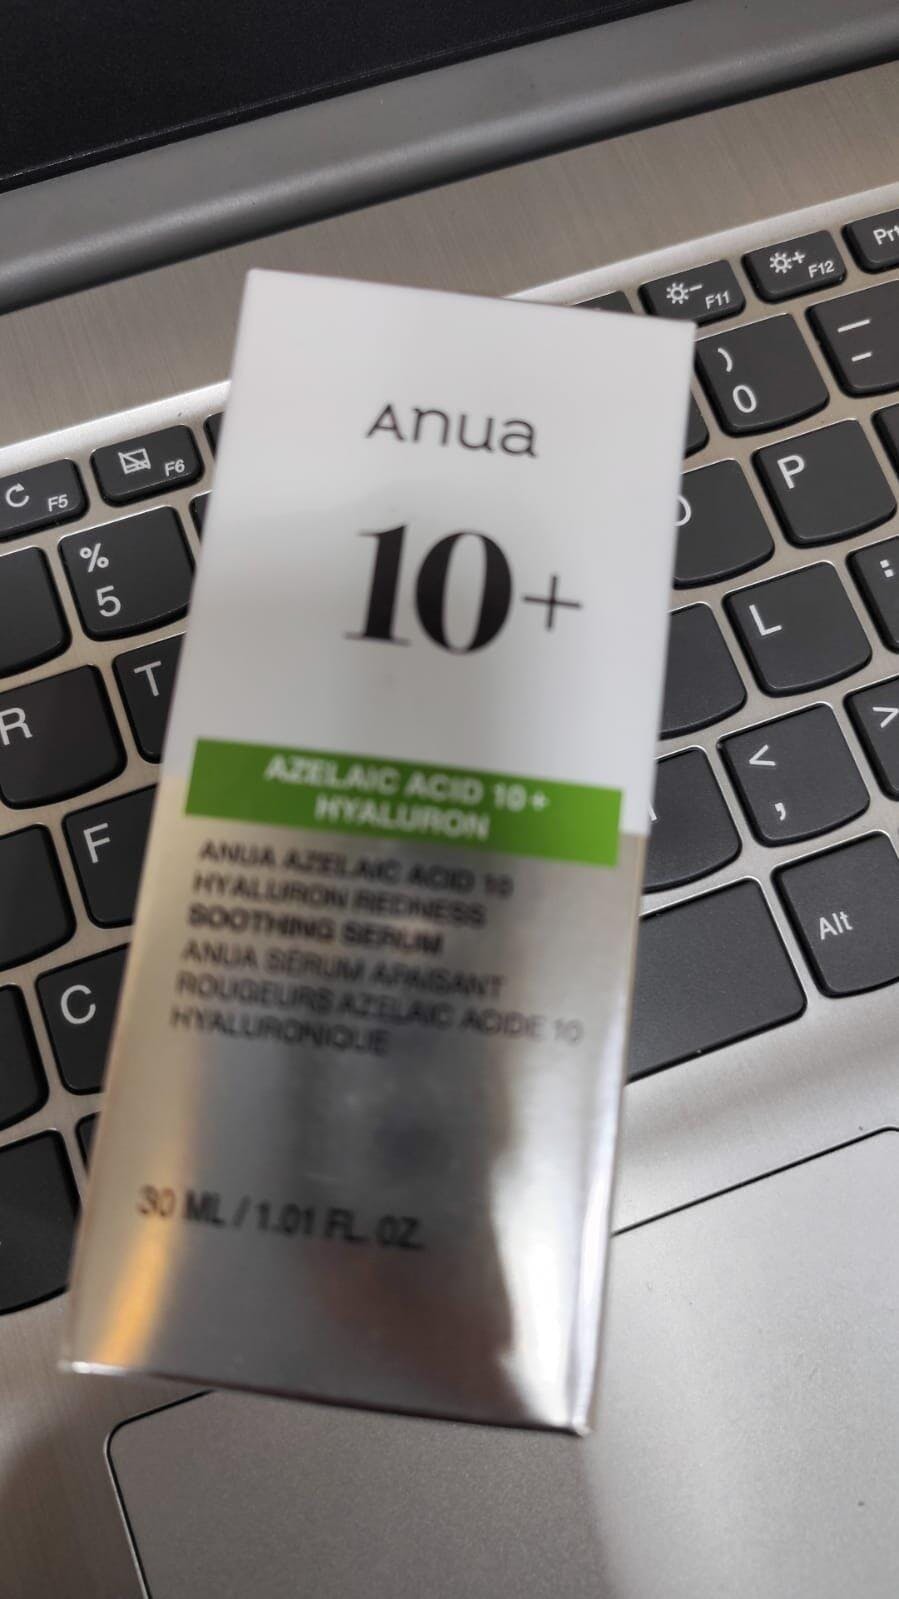 Anua
10+
AZELAIC ACID 10+
HYALURON
ANUA AZELAIC ACID 10
HYALURON REDNESS
SOOTHING SERUM
ANUA SÉRUM APAISANT
ROUGEURS AZELAIC ACIDE 10
HYALURONIQUE
30 ML / 1.01 FL. OZ.
F5
F6
F11
F12
%
5
)
0
—
-
R
T
P
F
L
:
C
<
,
>
Alt